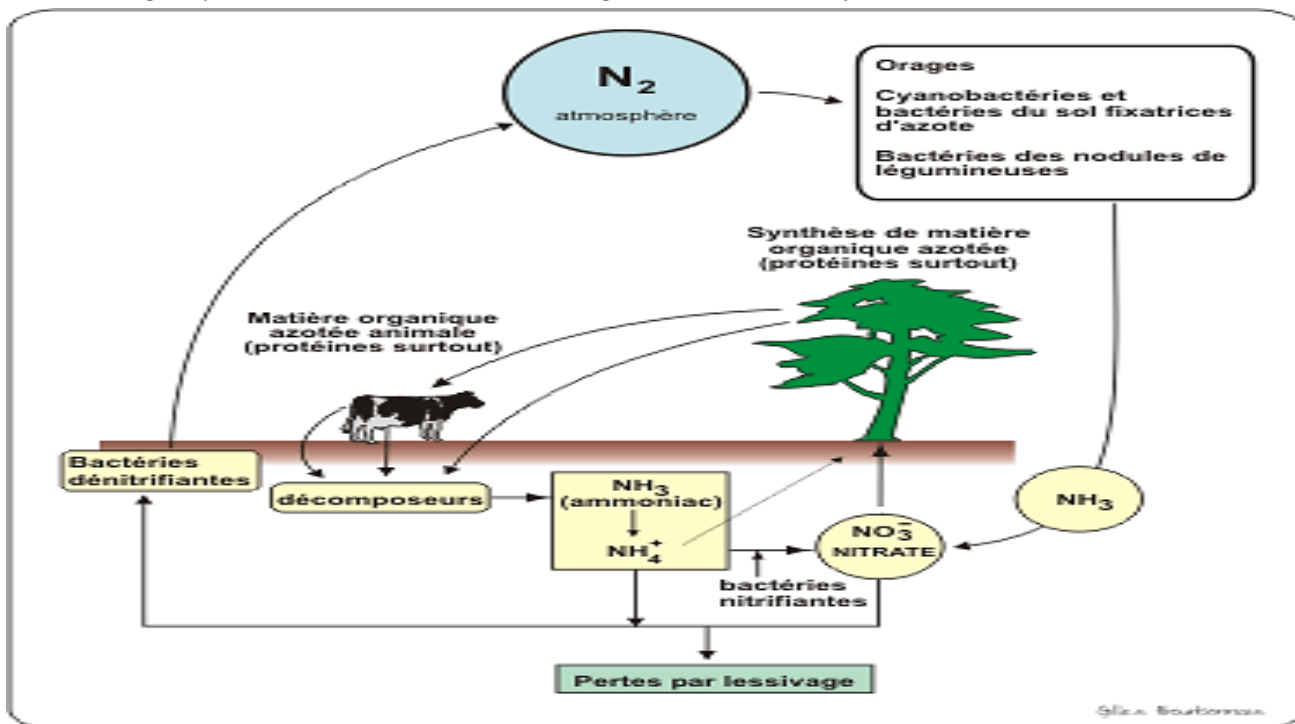 N2
atmosphère
Orages
Cyanobactéries et
bactéries du sol fixatrices
d'azote
Bactéries des nodules de
légumineuses
Synthèse de matière
organique azotée
(protéines surtout)
Matière organique
azotée animale
(protéines surtout)
Bactéries
dénitrifiantes
décomposeurs
NH3
(ammoniac)
NH4+
NO3-
NITRATE
NH3
bactéries
nitrifiantes
Pertes par lessivage